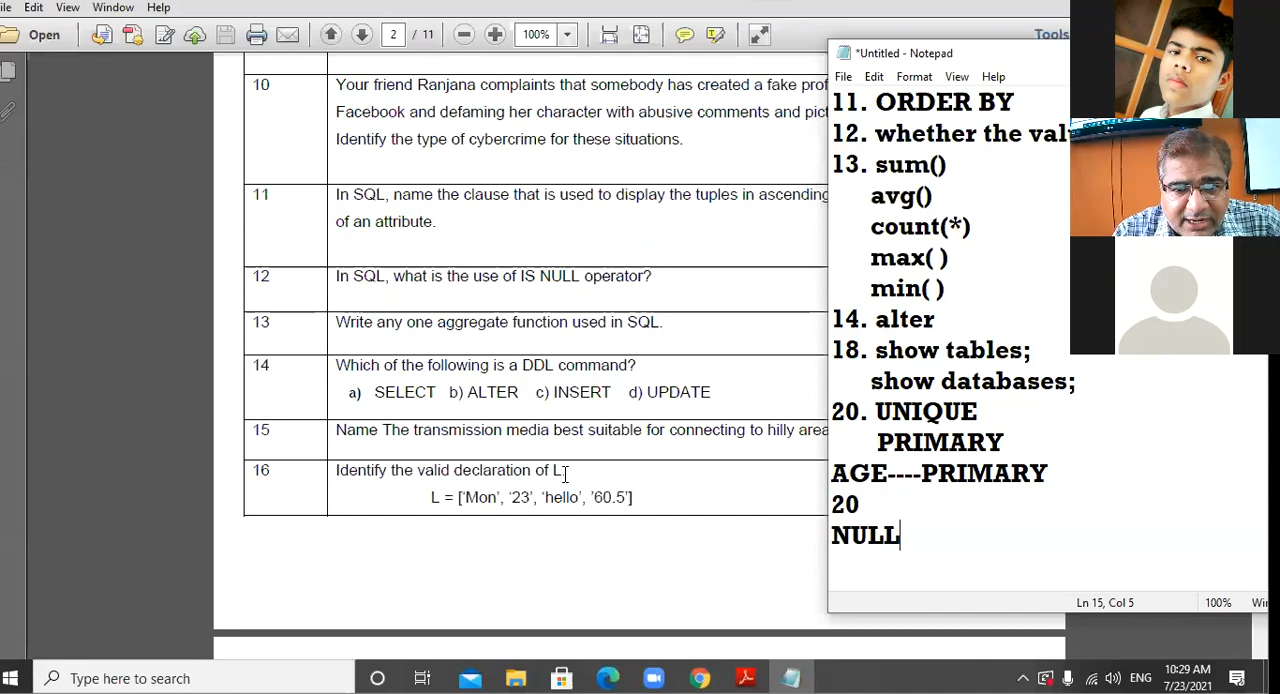 ile Edit View Window Help
Open 2 / 11 100% Tools
10 Your friend Ranjana complaints that somebody has created a fake prof
Facebook and defaming her character with abusive comments and pict
Identify the type of cybercrime for these situations.
11 In SQL, name the clause that is used to display the tuples in ascending
of an attribute.
12 In SQL, what is the use of IS NULL operator?
13 Write any one aggregate function used in SQL.
14 Which of the following is a DDL command?
a) SELECT b) ALTER c) INSERT d) UPDATE
15 Name The transmission media best suitable for connecting to hilly area
16 Identify the valid declaration of L:
L = [‘Mon’, ‘23’, ‘hello’, ’60.5’]
*Untitled - Notepad
File Edit Format View Help
11. ORDER BY
12. whether the val
13. sum()
avg()
count(*)
max( )
min( )
14. alter
18. show tables;
show databases;
20. UNIQUE
PRIMARY
AGE----PRIMARY
20
NULL
Ln 15, Col 5 100% Wi
Type here to search
ENG
10:29 AM
7/23/2021